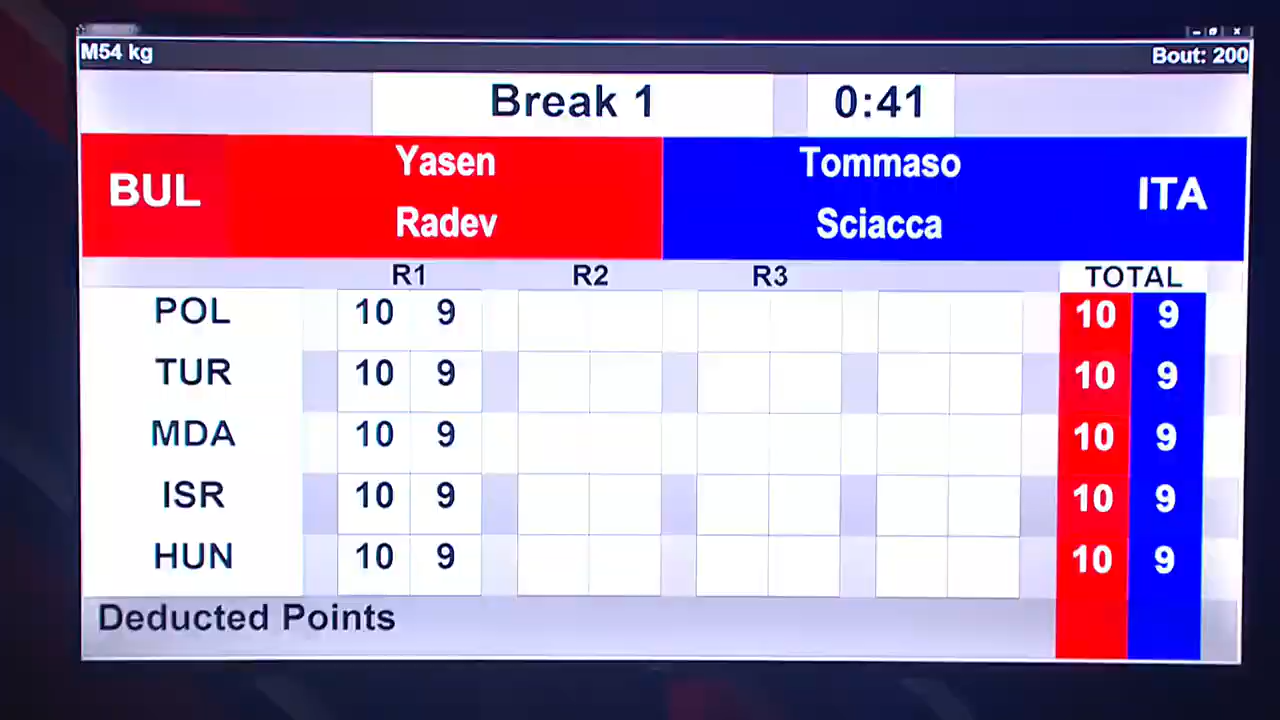 M54 kg Bout: 200
Break 1 0:41
BUL Yasen Radev Tommaso Sciacca ITA
R1 R2 R3 TOTAL
POL 10 9 10 9
TUR 10 9 10 9
MDA 10 9 10 9
ISR 10 9 10 9
HUN 10 9 10 9
Deducted Points